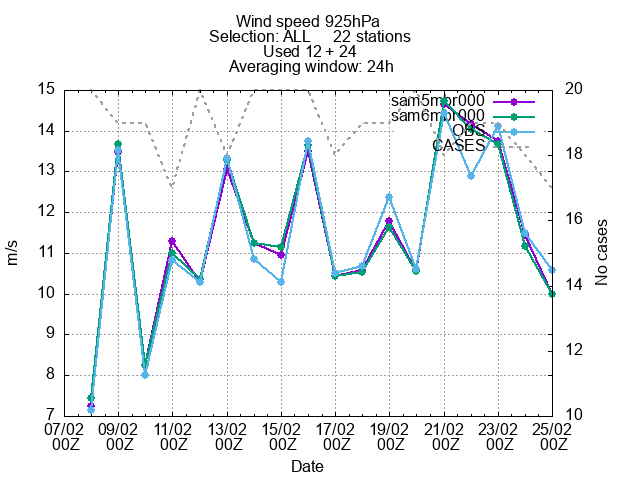 Wind speed 925hPa
Selection: ALL 22 stations
Used 12 + 24
Averaging window: 24h
sam5mpr000
sam6mpr000
OBS
CASES
15
14
13
12
11
10
9
8
7
20
18
16
14
12
10
m/s
No cases
07/02 09/02 11/02 13/02 15/02 17/02 19/02 21/02 23/02 25/02
00Z 00Z 00Z 00Z 00Z 00Z 00Z 00Z 00Z 00Z
Date